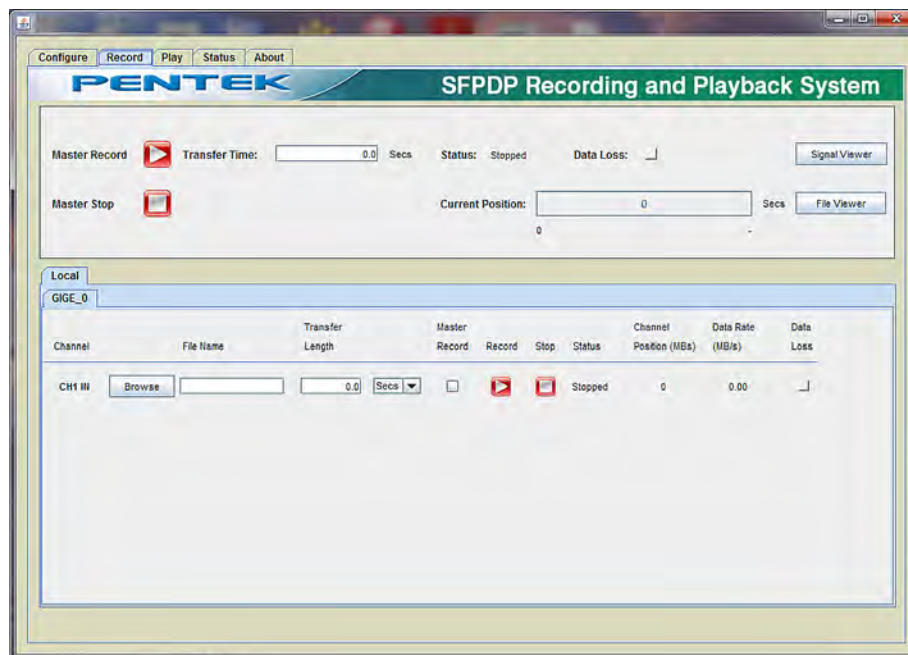 Configure Record Play Status About
PENTEK SFPDP Recording and Playback System
Master Record Transfer Time: 0.0 Secs Status: Stopped Data Loss: Signal Viewer
Master Stop Current Position: 0 Secs File Viewer
0 -
Local
GIGE_0
Transfer Master Channel Data Rate Data
Channel File Name Length Record Record Stop Status Position (MBs) (MB/s) Loss
CH1 IN Browse 0.0 Secs Stopped 0 0.00